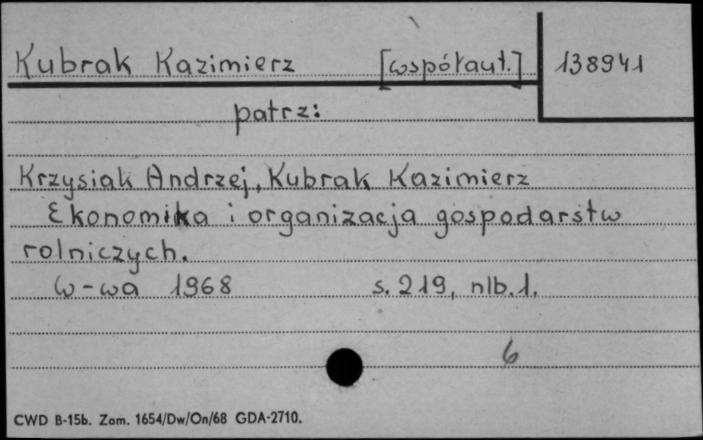 Kubrak Kazimierz [współaut.] 138941
patrz:
Krzysiak Andrzej, Kubrak Kazimierz
Ekonomika i organizacja gospodarstw
rolniczych.
W-wa 1968 s. 219, nlb. 1.
6
CWD B-15b. Zam. 1654/Dw/On/68 GDA-2710.